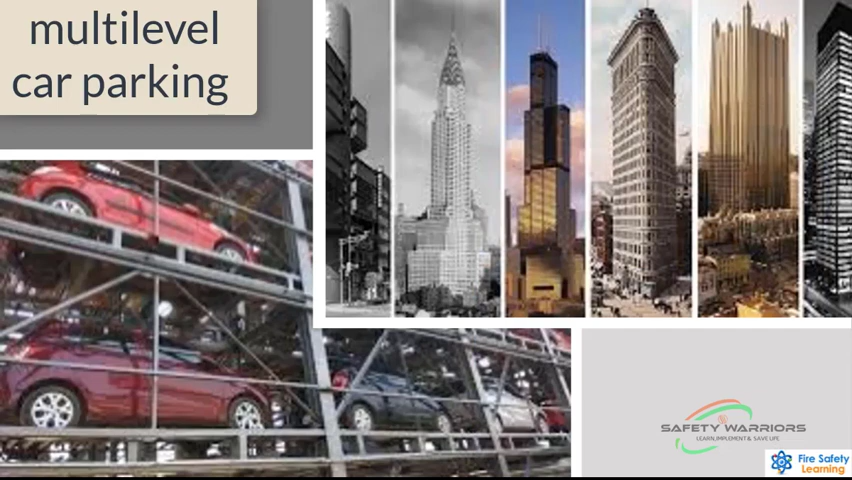 multilevel
car parking
SAFETY WARRIORS
LEARN,IMPLEMENT & SAVE LIFE
Fire Safety
Learning